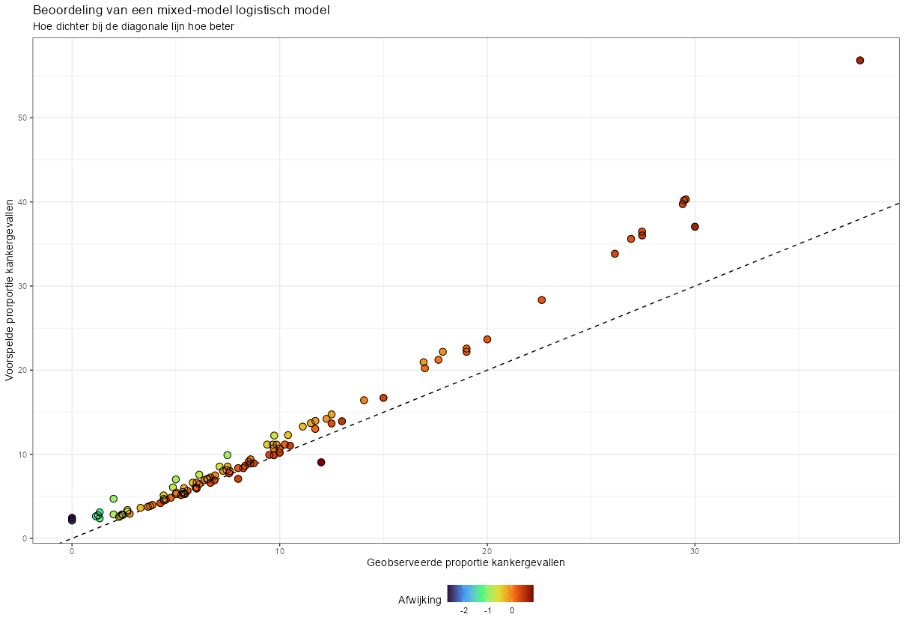 Beoordeling van een mixed-model logistisch model
Hoe dichter bij de diagonale lijn hoe beter
Voorspelde prorportie kankergevallen
50
40
30
20
10
0
0 10 20 30
Geobserveerde proportie kankergevallen
Afwijking
-2 -1 0